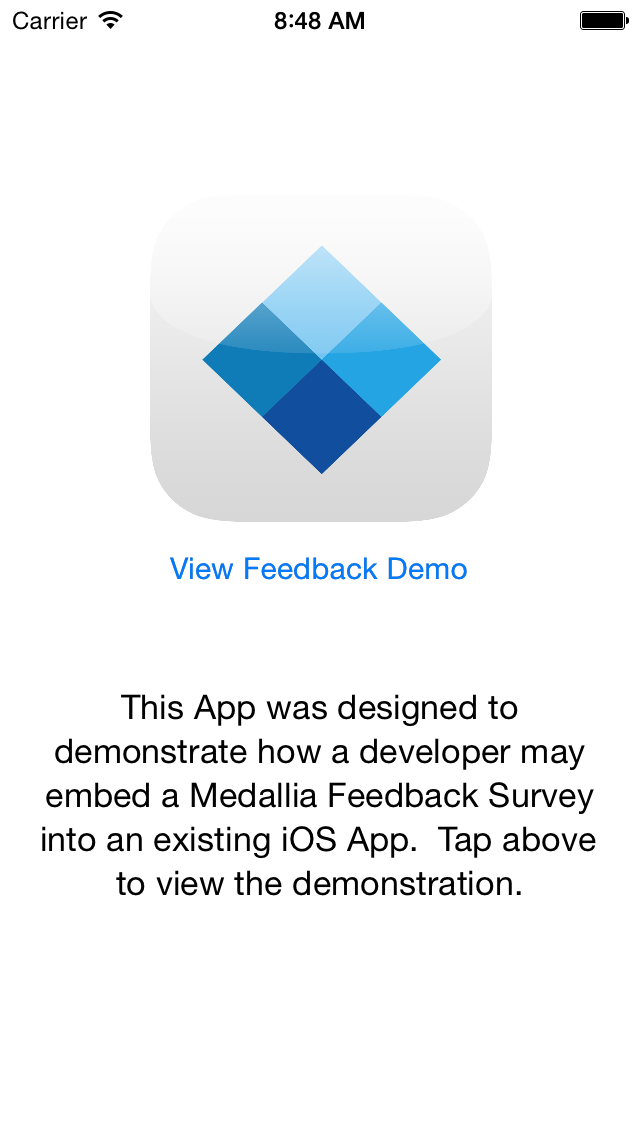 Carrier 8:48 AM
View Feedback Demo
This App was designed to
demonstrate how a developer may
embed a Medallia Feedback Survey
into an existing iOS App.  Tap above
to view the demonstration.